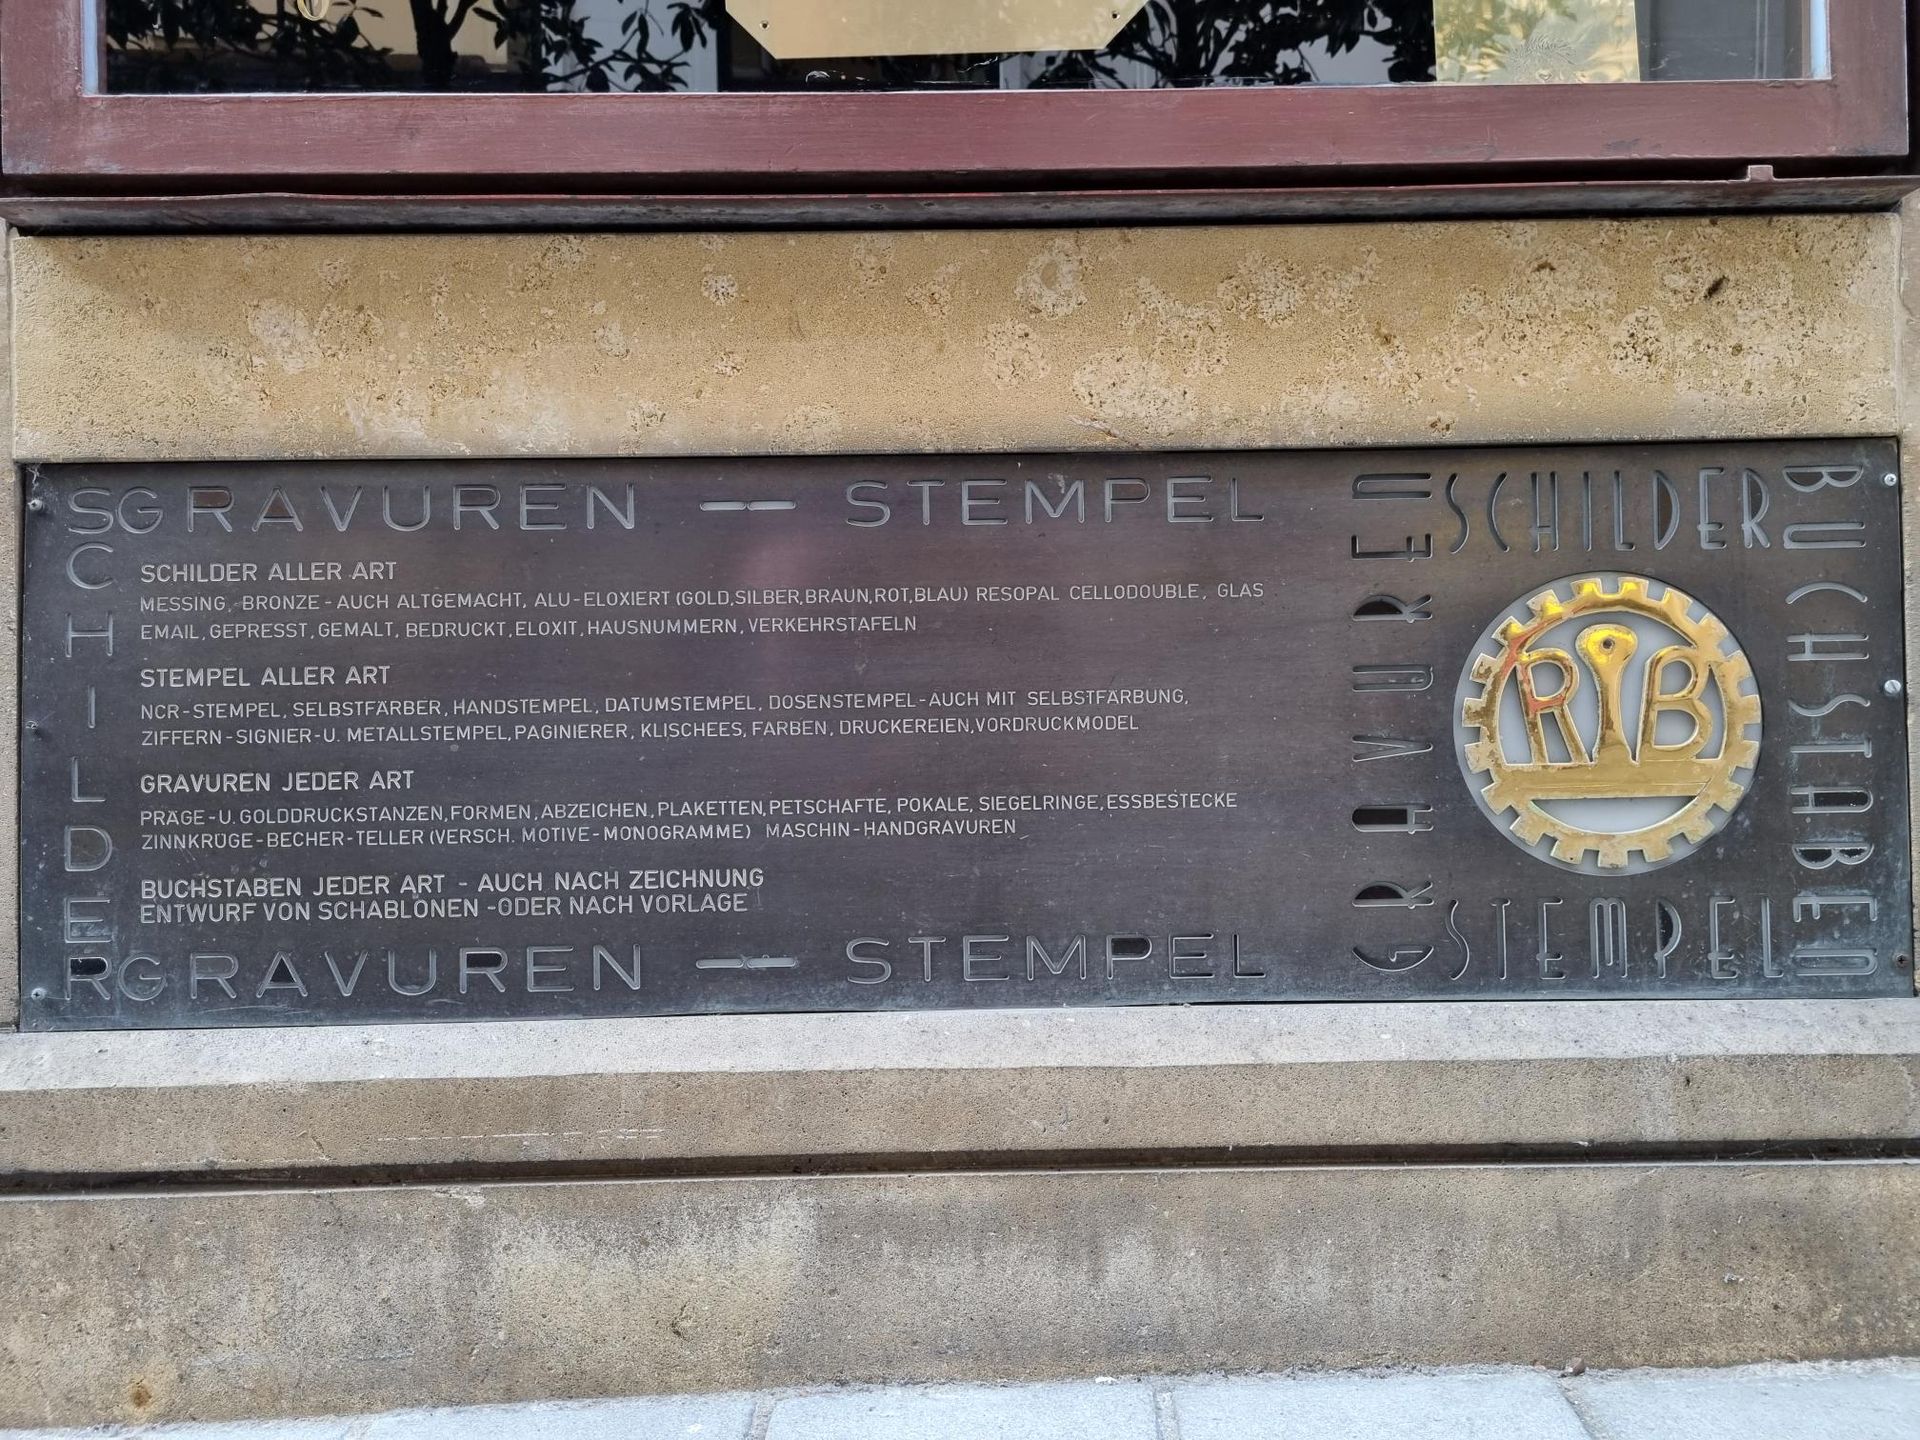 SGRAVUREN — STEMPEL
SCHILDER
SCHILDER ALLER ART
MESSING, BRONZE-AUCH ALTGEMACHT, ALU-ELOXIERT (GOLD,SILBER,BRAUN,ROT,BLAU) RESOPAL CELLODOUBLE, GLAS
EMAIL,GEPRESST,GEMALT, BEDRUCKT,ELOXIT,HAUSNUMMERN,VERKEHRSTAFELN
STEMPEL ALLER ART
NCR-STEMPEL, SELBSTFÄRBER, HANDSTEMPEL, DATUMSTEMPEL, DOSENSTEMPEL-AUCH MIT SELBSTFÄRBUNG,
ZIFFERN-SIGNIER-U. METALLSTEMPEL,PAGINIERER, KLISCHEES, FARBEN, DRUCKEREIEN,VORDRUCKMODEL
GRAVUREN JEDER ART
PRÄGE-U.GOLDDRUCKSTANZEN,FORMEN,ABZEICHEN,PLAKETTEN,PETSCHAFTE, POKALE, SIEGELRINGE,ESSBESTECKE
ZINNKRÜGE-BECHER-TELLER (VERSCH. MOTIVE-MONOGRAMME) MASCHIN-HANDGRAVUREN
BUCHSTABEN JEDER ART - AUCH NACH ZEICHNUNG
ENTWURF VON SCHABLONEN -ODER NACH VORLAGE
GRAVUREN — STEMPEL
GRAVUREN
SCHILDER
BUCHSTABEN
RIB
STEMPEL